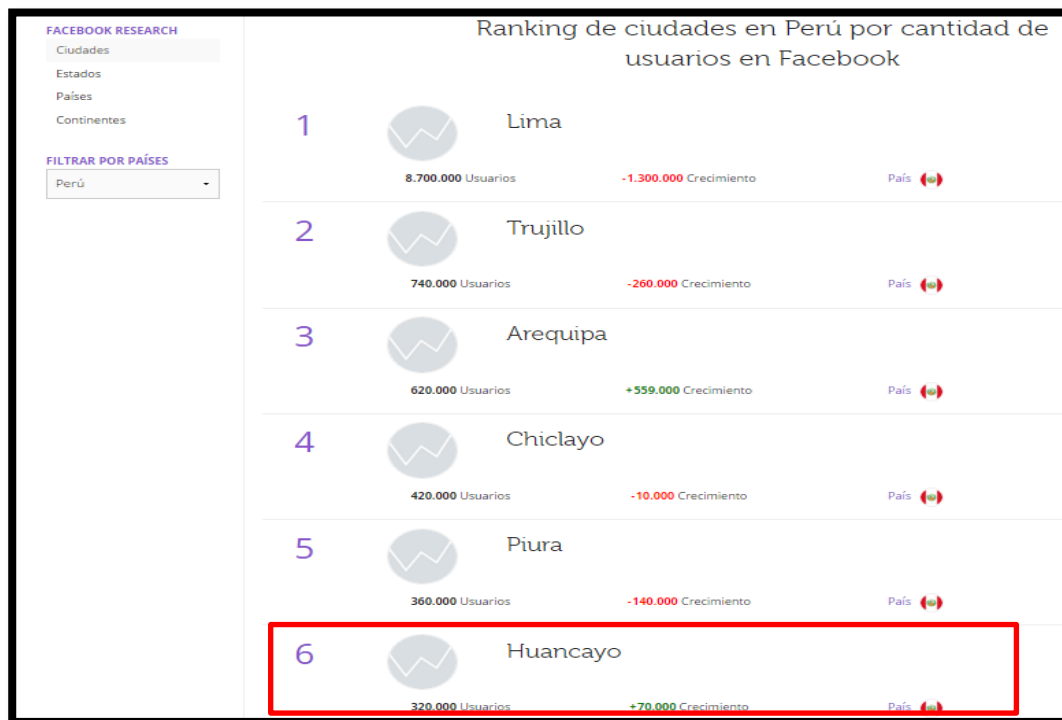 FACEBOOK RESEARCH
Ciudades
Estados
Países
Continentes
FILTRAR POR PAÍSES
Perú
Ranking de ciudades en Perú por cantidad de
usuarios en Facebook
1 Lima
8.700.000 Usuarios -1.300.000 Crecimiento País
2 Trujillo
740.000 Usuarios -260.000 Crecimiento País
3 Arequipa
620.000 Usuarios +559.000 Crecimiento País
4 Chiclayo
420.000 Usuarios -10.000 Crecimiento País
5 Piura
360.000 Usuarios -140.000 Crecimiento País
6 Huancayo
320.000 Usuarios +70.000 Crecimiento País